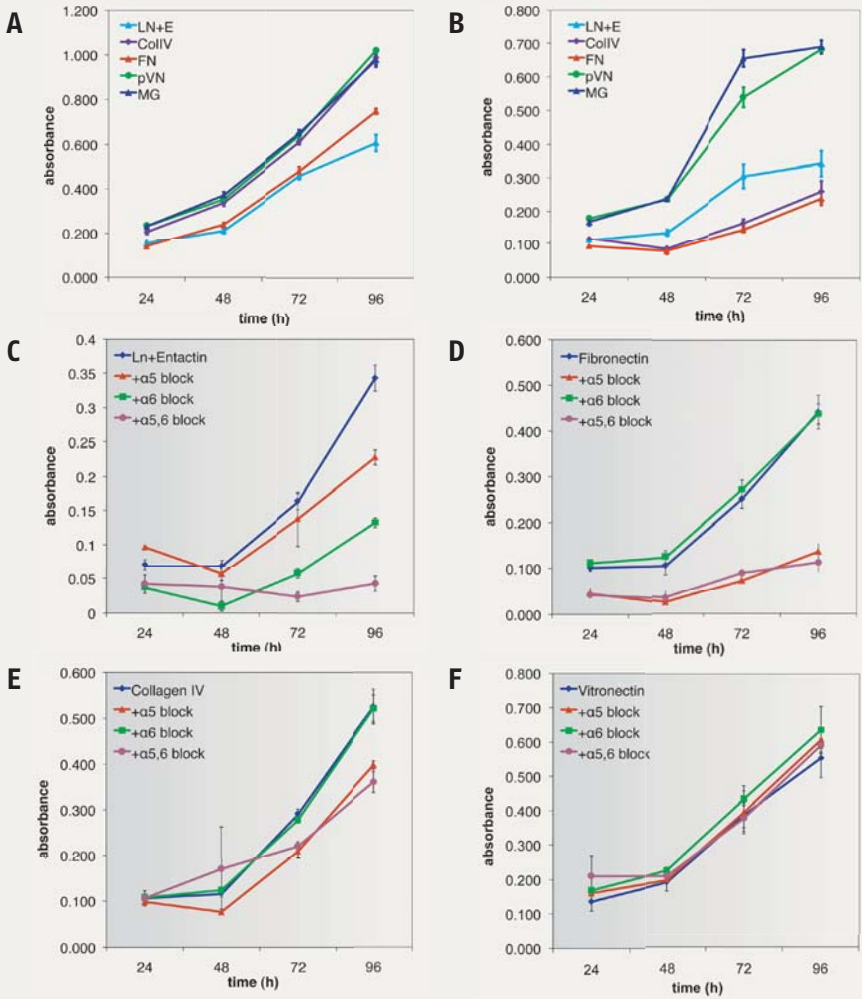 A
LN+E
ColIV
FN
pVN
MG
absorbance
1.200
1.000
0.800
0.600
0.400
0.200
0.000
24 48 72 96
time (h)
B
LN+E
ColIV
FN
pVN
MG
absorbance
0.800
0.700
0.600
0.500
0.400
0.300
0.200
0.100
0.000
24 48 72 96
time (h)
C
Ln+Entactin
+α5 block
+α6 block
+α5,6 block
absorbance
0.4
0.35
0.3
0.25
0.2
0.15
0.1
0.05
0
24 48 72 96
time (h)
D
Fibronectin
+α5 block
+α6 block
+α5,6 block
absorbance
0.600
0.500
0.400
0.300
0.200
0.100
0.000
24 48 72 96
time (h)
E
Collagen IV
+α5 block
+α6 block
+α5,6 block
absorbance
0.600
0.500
0.400
0.300
0.200
0.100
0.000
24 48 72 96
time (h)
F
Vitronectin
+α5 block
+α6 block
+α5,6 block
absorbance
0.800
0.700
0.600
0.500
0.400
0.300
0.200
0.100
0.000
24 48 72 96
time (h)